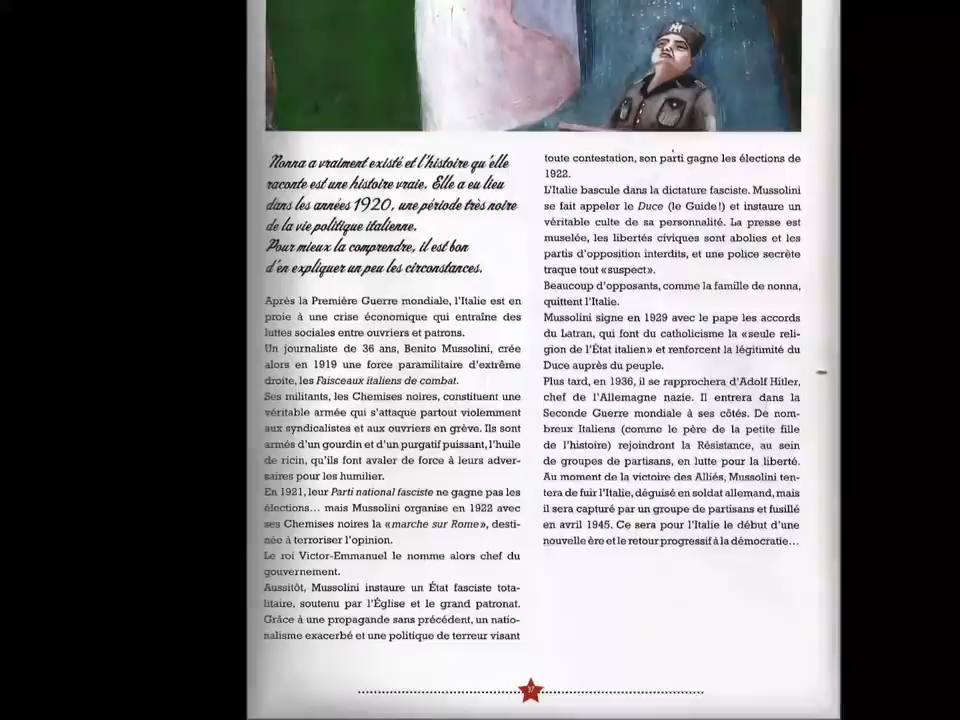 Nonna a vraiment existé et l'histoire qu'elle
raconte est une histoire vraie. Elle a eu lieu
dans les années 1920, une période très noire
de la vie politique italienne.
Pour mieux la comprendre, il est bon
d'en expliquer un peu les circonstances.
Après la Première Guerre mondiale, l'Italie est en
proie à une crise économique qui entraîne des
luttes sociales entre ouvriers et patrons.
Un journaliste de 36 ans, Benito Mussolini, crée
alors en 1919 une force paramilitaire d'extrême
droite, les Faisceaux italiens de combat.
Ses militants, les Chemises noires, constituent une
véritable armée qui s'attaque partout violemment
aux syndicalistes et aux ouvriers en grève. Ils sont
armés d'un gourdin et d'un purgatif puissant, l'huile
de ricin, qu'ils font avaler de force à leurs adver-
saires pour les humilier.
En 1921, leur Parti national fasciste ne gagne pas les
élections... mais Mussolini organise en 1922 avec
ses Chemises noires la «marche sur Rome», desti-
née à terroriser l'opinion.
Le roi Victor-Emmanuel le nomme alors chef du
gouvernement.
Aussitôt, Mussolini instaure un État fasciste tota-
litaire, soutenu par l'Église et le grand patronat.
Grâce à une propagande sans précédent, un natio-
nalisme exacerbé et une politique de terreur visant
toute contestation, son parti gagne les élections de
1922.
L'Italie bascule dans la dictature fasciste. Mussolini
se fait appeler le Duce (le Guide!) et instaure un
véritable culte de sa personnalité. La presse est
muselée, les libertés civiques sont abolies et les
partis d'opposition interdits, et une police secrète
traque tout «suspect».
Beaucoup d'opposants, comme la famille de nonna,
quittent l'Italie.
Mussolini signe en 1929 avec le pape les accords
du Latran, qui font du catholicisme la «seule reli-
gion de l'État italien» et renforcent la légitimité du
Duce auprès du peuple.
Plus tard, en 1936, il se rapprochera d'Adolf Hitler,
chef de l'Allemagne nazie. Il entrera dans la
Seconde Guerre mondiale à ses côtés. De nom-
breux Italiens (comme le père de la petite fille
de l'histoire) rejoindront la Résistance, au sein
de groupes de partisans, en lutte pour la liberté.
Au moment de la victoire des Alliés, Mussolini ten-
tera de fuir l'Italie, déguisé en soldat allemand, mais
il sera capturé par un groupe de partisans et fusillé
en avril 1945. Ce sera pour l'Italie le début d'une
nouvelle ère et le retour progressif à la démocratie...